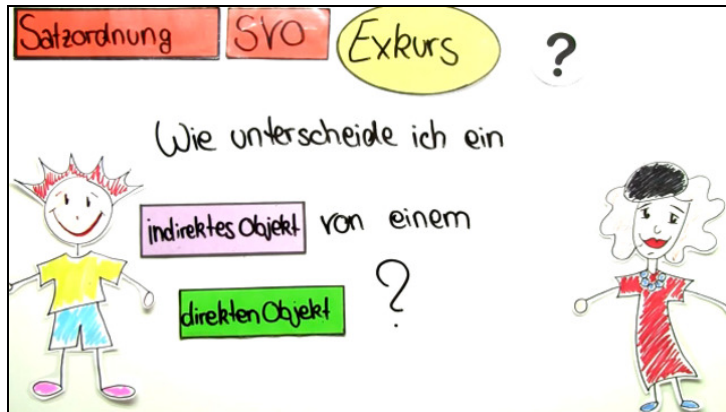 Satzordnung SVO Exkurs ?
Wie unterscheide ich ein
indirektes Objekt von einem
direkten Objekt ?